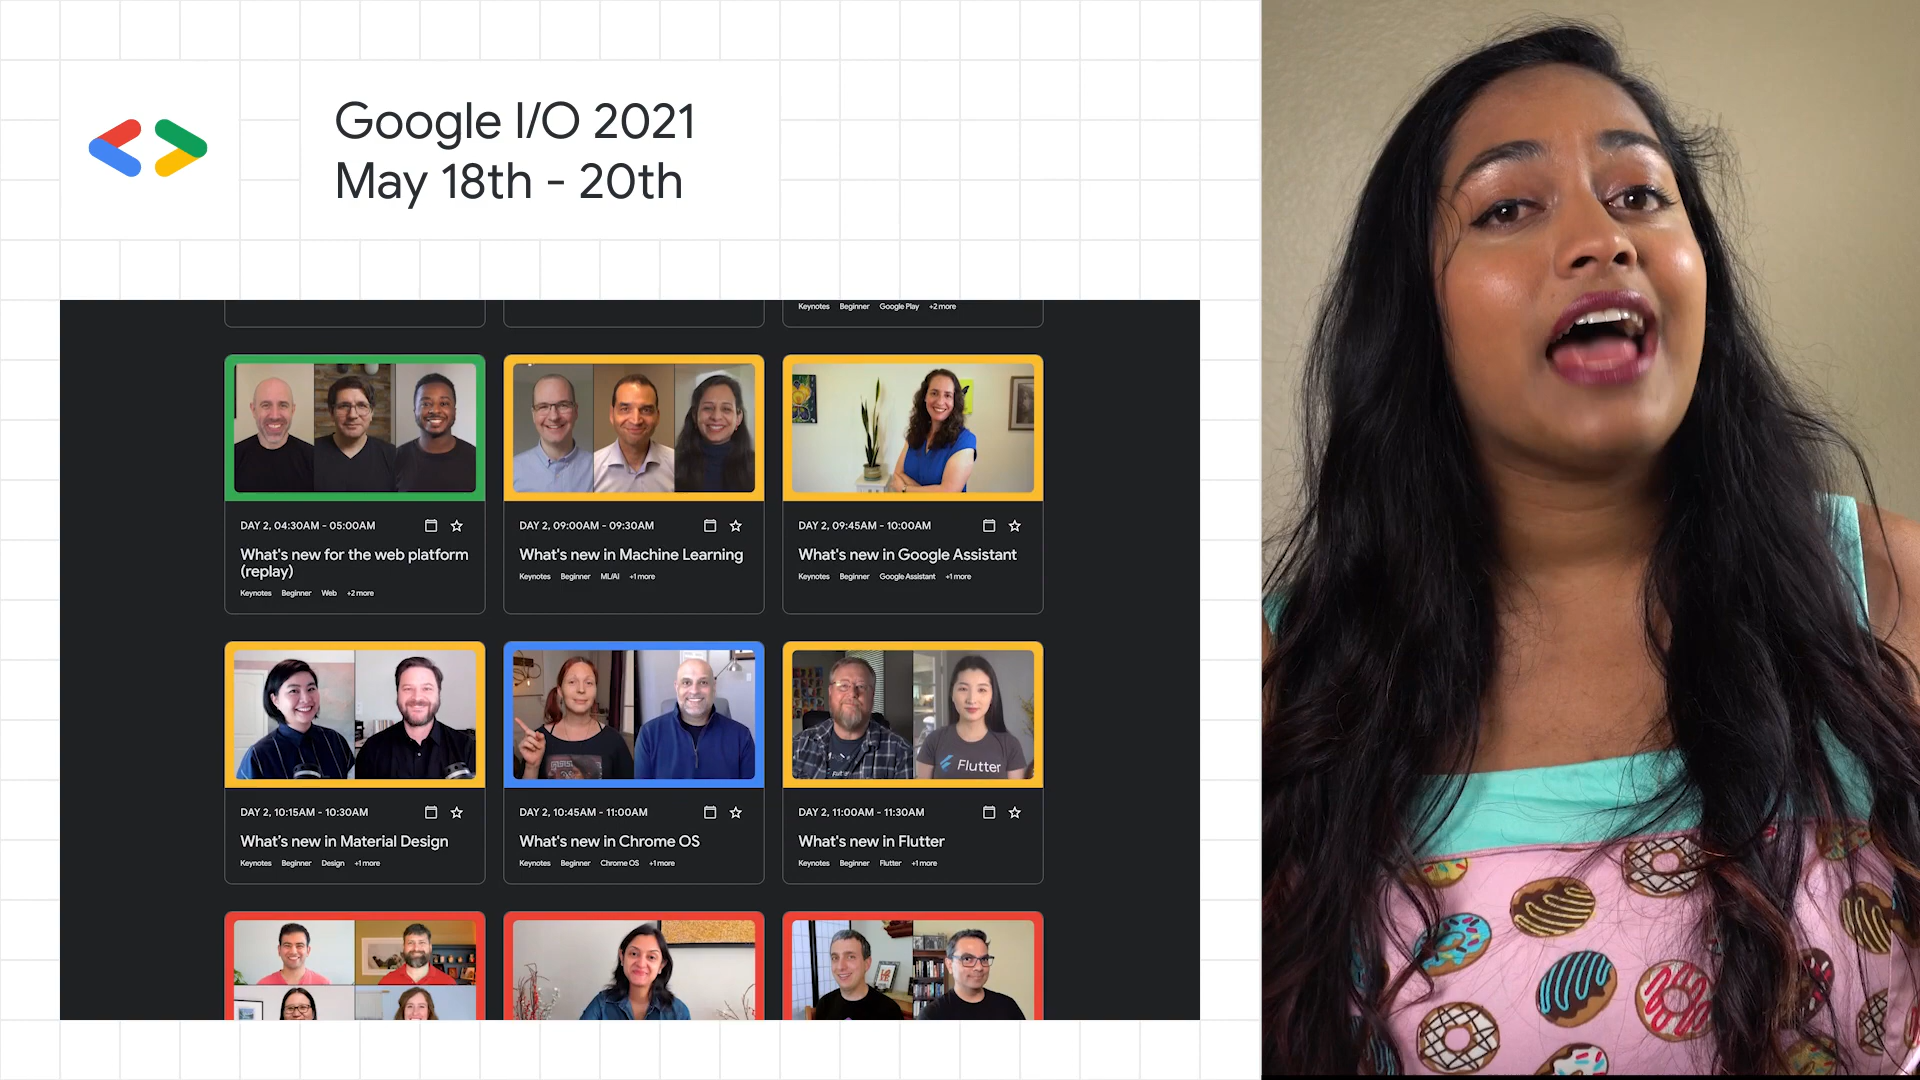 Google I/O 2021
May 18th - 20th
Keynotes Beginner Google Play +2 more
DAY 2, 04:30AM - 05:00AM
What's new for the web platform
(replay)
Keynotes Beginner Web +2 more
DAY 2, 09:00AM - 09:30AM
What's new in Machine Learning
Keynotes Beginner ML/AI +1 more
DAY 2, 09:45AM - 10:00AM
What's new in Google Assistant
Keynotes Beginner Google Assistant +1 more
DAY 2, 10:15AM - 10:30AM
What's new in Material Design
Keynotes Beginner Design +1 more
DAY 2, 10:45AM - 11:00AM
What's new in Chrome OS
Keynotes Beginner Chrome OS +1 more
Flutter
Flutter
DAY 2, 11:00AM - 11:30AM
What's new in Flutter
Keynotes Beginner Flutter +1 more